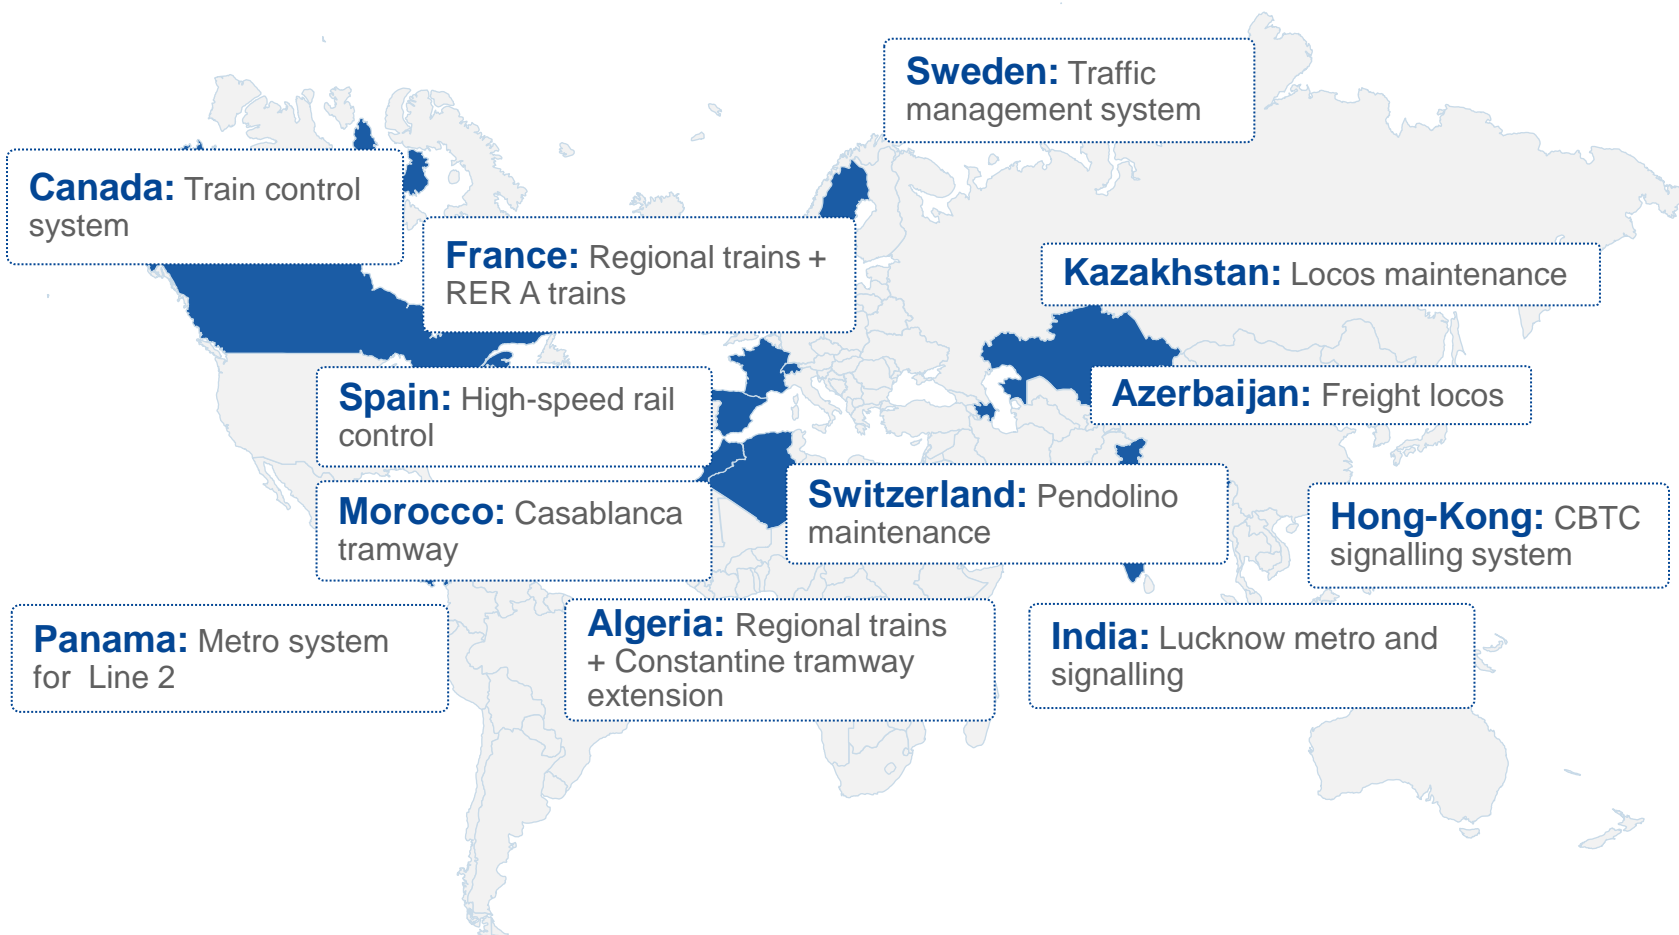 Sweden: Traffic
management system
Canada: Train control
system
France: Regional trains +
RER A trains
Kazakhstan: Locos maintenance
Spain: High-speed rail
control
Azerbaijan: Freight locos
Morocco: Casablanca
tramway
Switzerland: Pendolino
maintenance
Hong-Kong: CBTC
signalling system
Panama: Metro system
for Line 2
Algeria: Regional trains
+ Constantine tramway
extension
India: Lucknow metro and
signalling